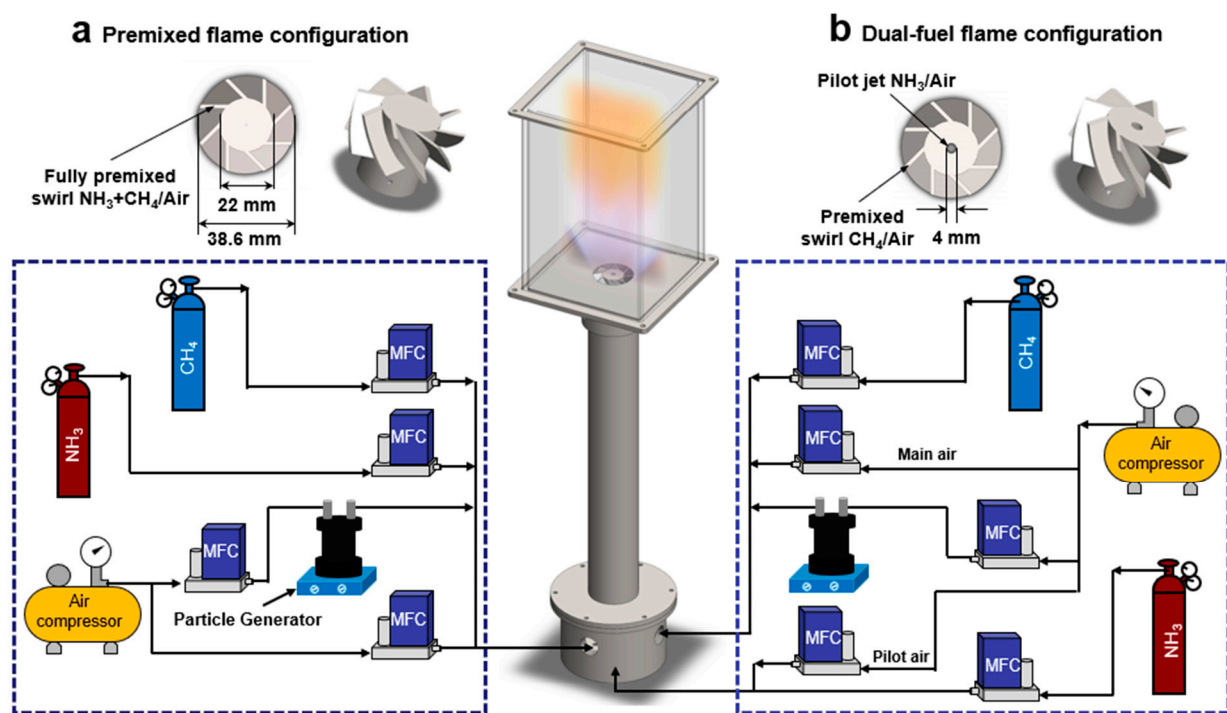 a Premixed flame configuration
Fully premixed
swirl NH₃+CH₄/Air
22 mm
38.6 mm
b Dual-fuel flame configuration
Pilot jet NH₃/Air
Premixed
swirl CH₄/Air
4 mm
CH₄
NH₃
MFC
MFC
MFC
MFC
Air
compressor
Particle Generator
MFC
CH₄
MFC
Main air
Air
compressor
MFC
MFC
Pilot air
MFC
NH₃